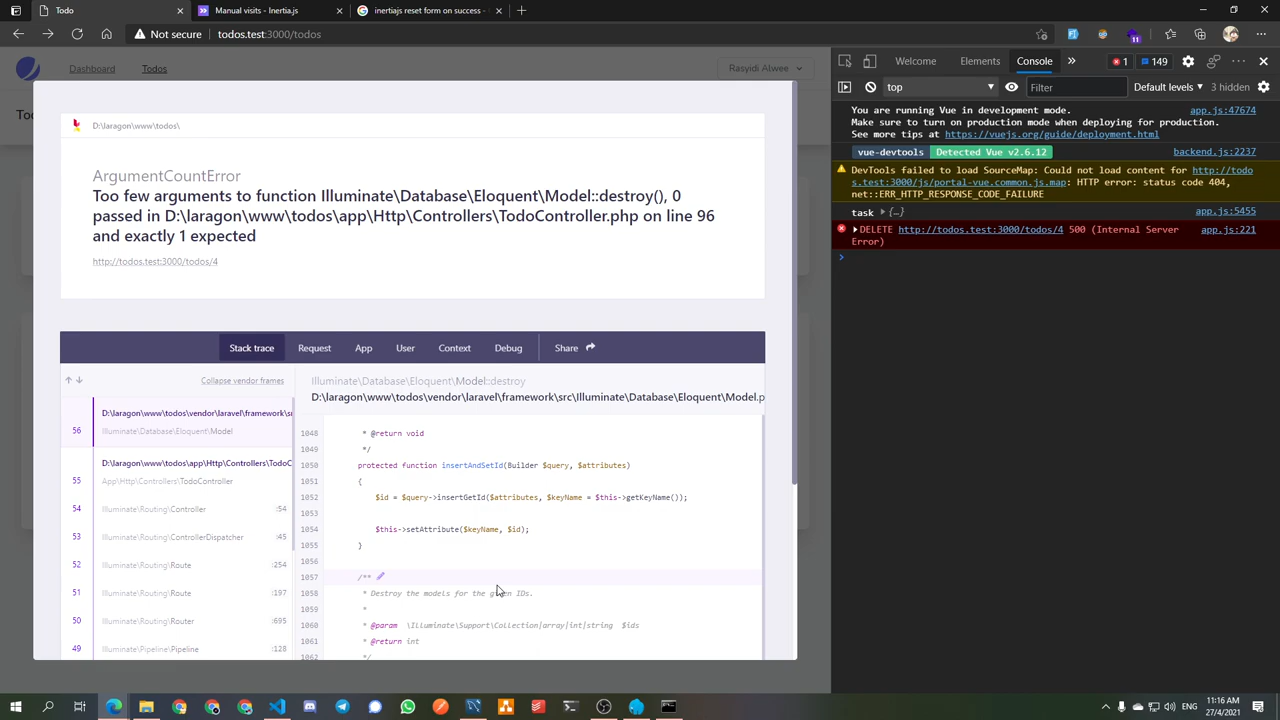 Todo
Manual visits - Inertia.js
inertiajs reset form on success -
Not secure
todos.test:3000/todos
11
Dashboard
Todos
Rasyidi Alwee
D:\laragon\www\todos\
ArgumentCountError
Too few arguments to function Illuminate\Database\Eloquent\Model::destroy(), 0
passed in D:\laragon\www\todos\app\Http\Controllers\TodoController.php on line 96
and exactly 1 expected
http://todos.test:3000/todos/4
Stack trace
Request
App
User
Context
Debug
Share
Collapse vendor frames
D:\laragon\www\todos\vendor\laravel\framework\sr
56
Illuminate\Database\Eloquent\Model
D:\laragon\www\todos\app\Http\Controllers\TodoC
55
App\Http\Controllers\TodoController
54 Illuminate\Routing\Controller :54
53 Illuminate\Routing\ControllerDispatcher :45
52 Illuminate\Routing\Route :254
51 Illuminate\Routing\Route :197
50 Illuminate\Routing\Router :695
49 Illuminate\Pipeline\Pipeline :128
Illuminate\Database\Eloquent\Model::destroy
D:\laragon\www\todos\vendor\laravel\framework\src\Illuminate\Database\Eloquent\Model.p
1048 * @return void
1049 */
1050 protected function insertAndSetId(Builder $query, $attributes)
1051 {
1052 $id = $query->insertGetId($attributes, $keyName = $this->getKeyName());
1053
1054 $this->setAttribute($keyName, $id);
1055 }
1056
1057 /**
1058 * Destroy the models for the given IDs.
1059 *
1060 * @param \Illuminate\Support\Collection|array|int|string $ids
1061 * @return int
1062 */
Welcome
Elements
Console
1
149
top
Filter
Default levels
3 hidden
You are running Vue in development mode. app.js:47674
Make sure to turn on production mode when deploying for production.
See more tips at https://vuejs.org/guide/deployment.html
vue-devtools Detected Vue v2.6.12 backend.js:2237
DevTools failed to load SourceMap: Could not load content for http://todo
s.test:3000/js/portal-vue.common.js.map: HTTP error: status code 404,
net::ERR_HTTP_RESPONSE_CODE_FAILURE
task {…} app.js:5455
DELETE http://todos.test:3000/todos/4 500 (Internal Server app.js:221
Error)
ENG
11:16 AM
27/4/2021